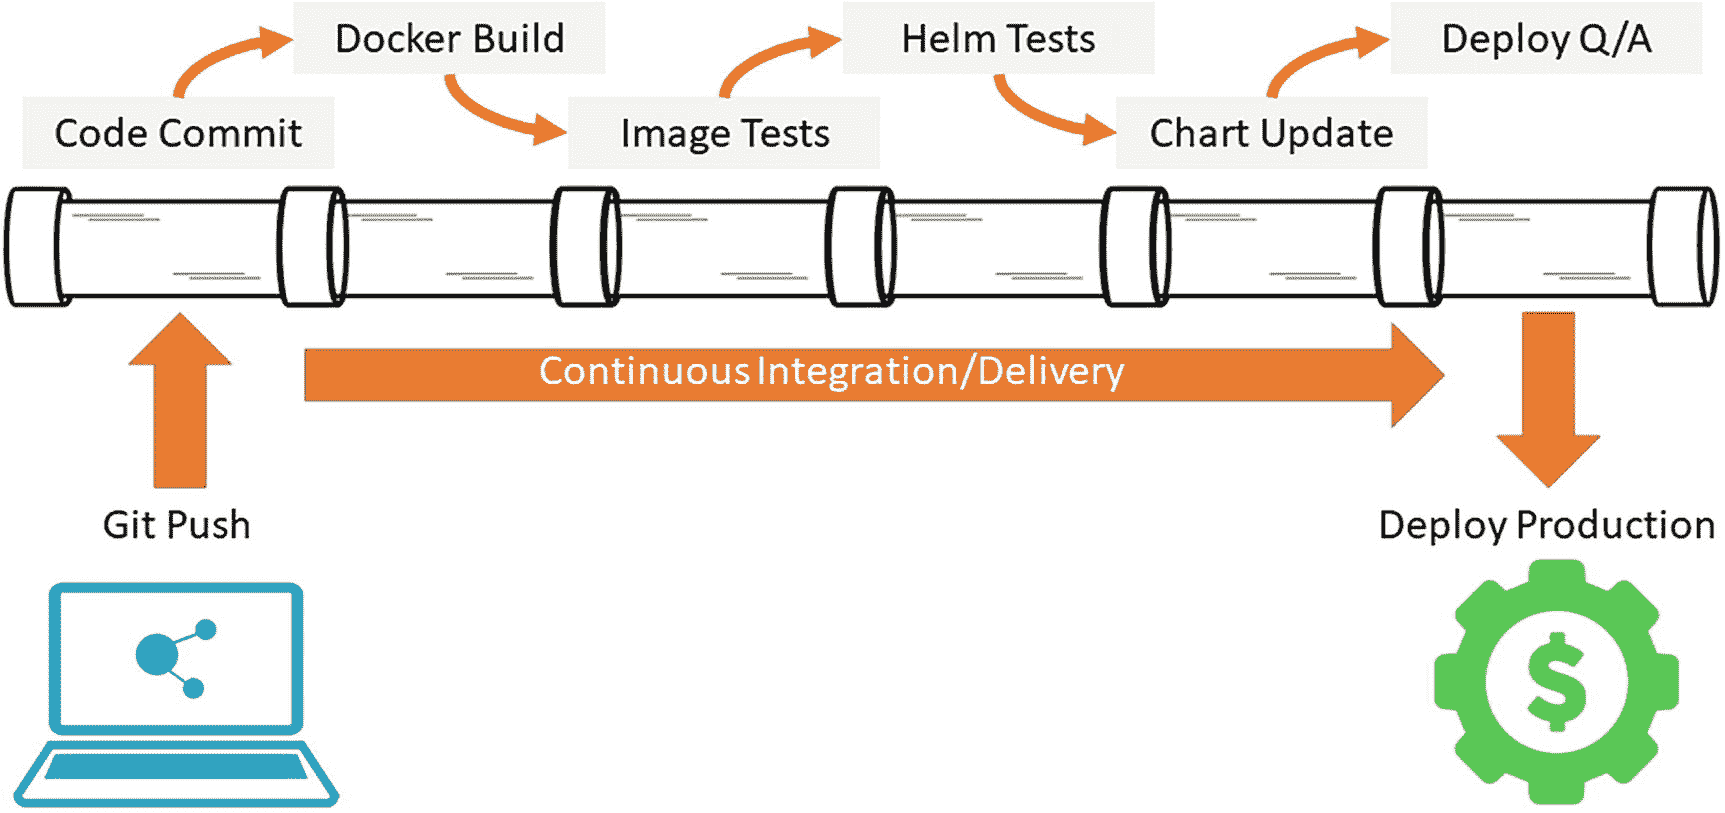 Docker Build
Helm Tests
Deploy Q/A
Code Commit
Image Tests
Chart Update
Continuous Integration/Delivery
Git Push
Deploy Production
$